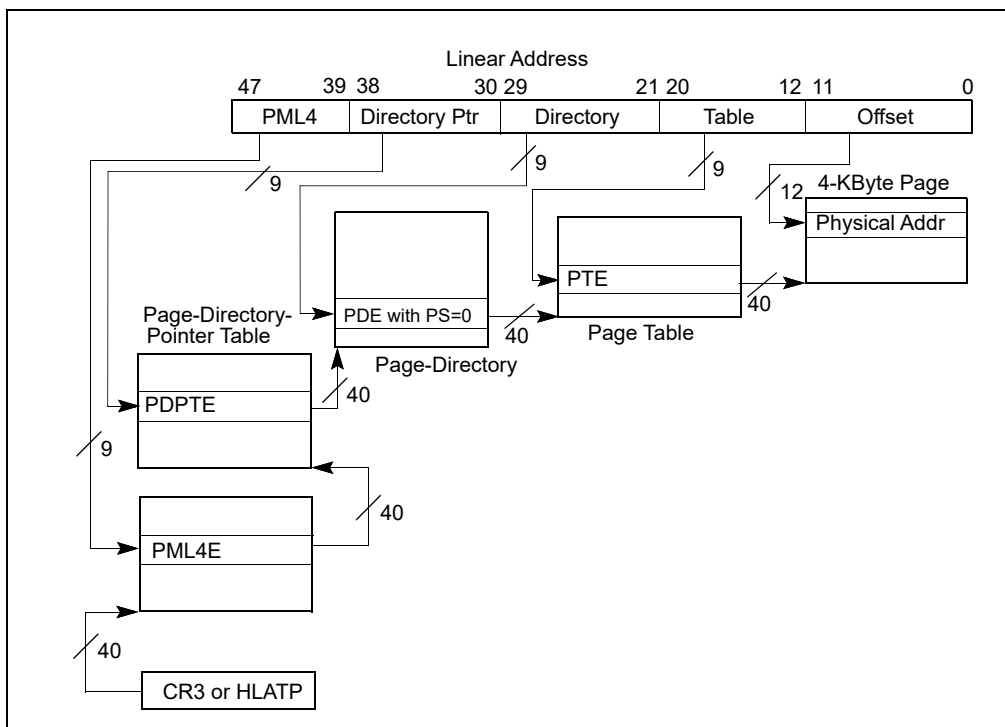 Linear Address
47 39 38 30 29 21 20 12 11 0
PML4 Directory Ptr Directory Table Offset
9 9 9 12 4-KByte Page
Physical Addr
PTE
40
Page-Directory-
Pointer Table
PDE with PS=0
40
Page Table
Page-Directory
PDPTE
40
9
40
PML4E
40
CR3 or HLATP